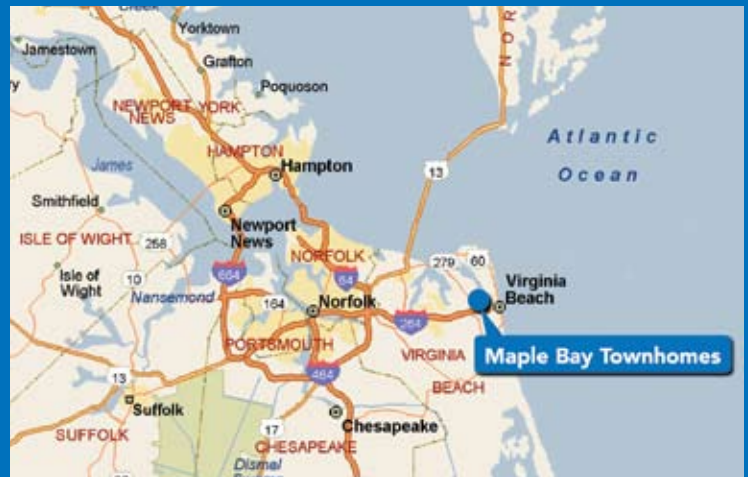 Creek
Yorktown
Jamestown
Grafton
Poquoson
NEWPORT
NEWS
YORK
HAMPTON
Hampton
James
Smithfield
Newport
News
ISLE OF WIGHT
258
Isle of
Wight
10
Nansemond
664
164
NORFOLK
64
Norfolk
PORTSMOUTH
13
Atlantic
Ocean
279
60
Virginia
Beach
264
Maple Bay Townhomes
VIRGINIA
BEACH
464
13
Suffolk
SUFFOLK
17
Chesapeake
CHESAPEAKE
Dismal
NOR